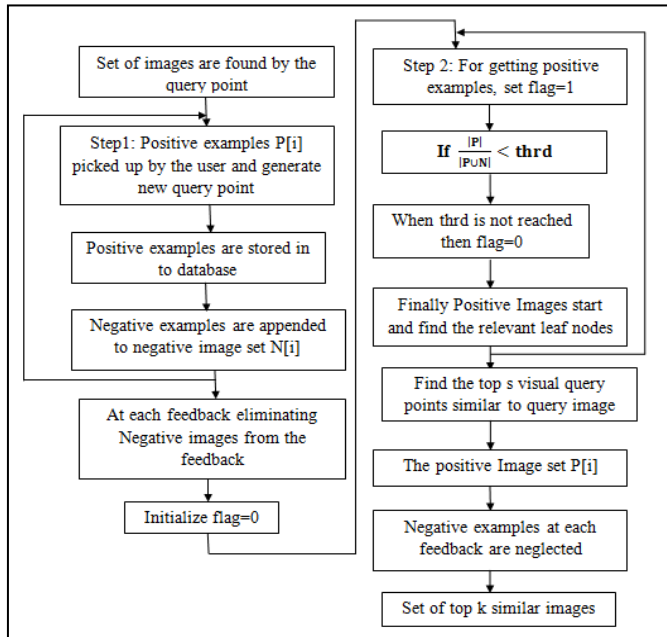 Set of images are found by the
query point
Step1: Positive examples P[i]
picked up by the user and generate
new query point
Positive examples are stored in
to database
Negative examples are appended
to negative image set N[i]
At each feedback eliminating
Negative images from the
feedback
Initialize flag=0
Step 2: For getting positive
examples, set flag=1
If |P| / |P∪N| < thrd
When thrd is not reached
then flag=0
Finally Positive Images start
and find the relevant leaf nodes
Find the top s visual query
points similar to query image
The positive Image set P[i]
Negative examples at each
feedback are neglected
Set of top k similar images